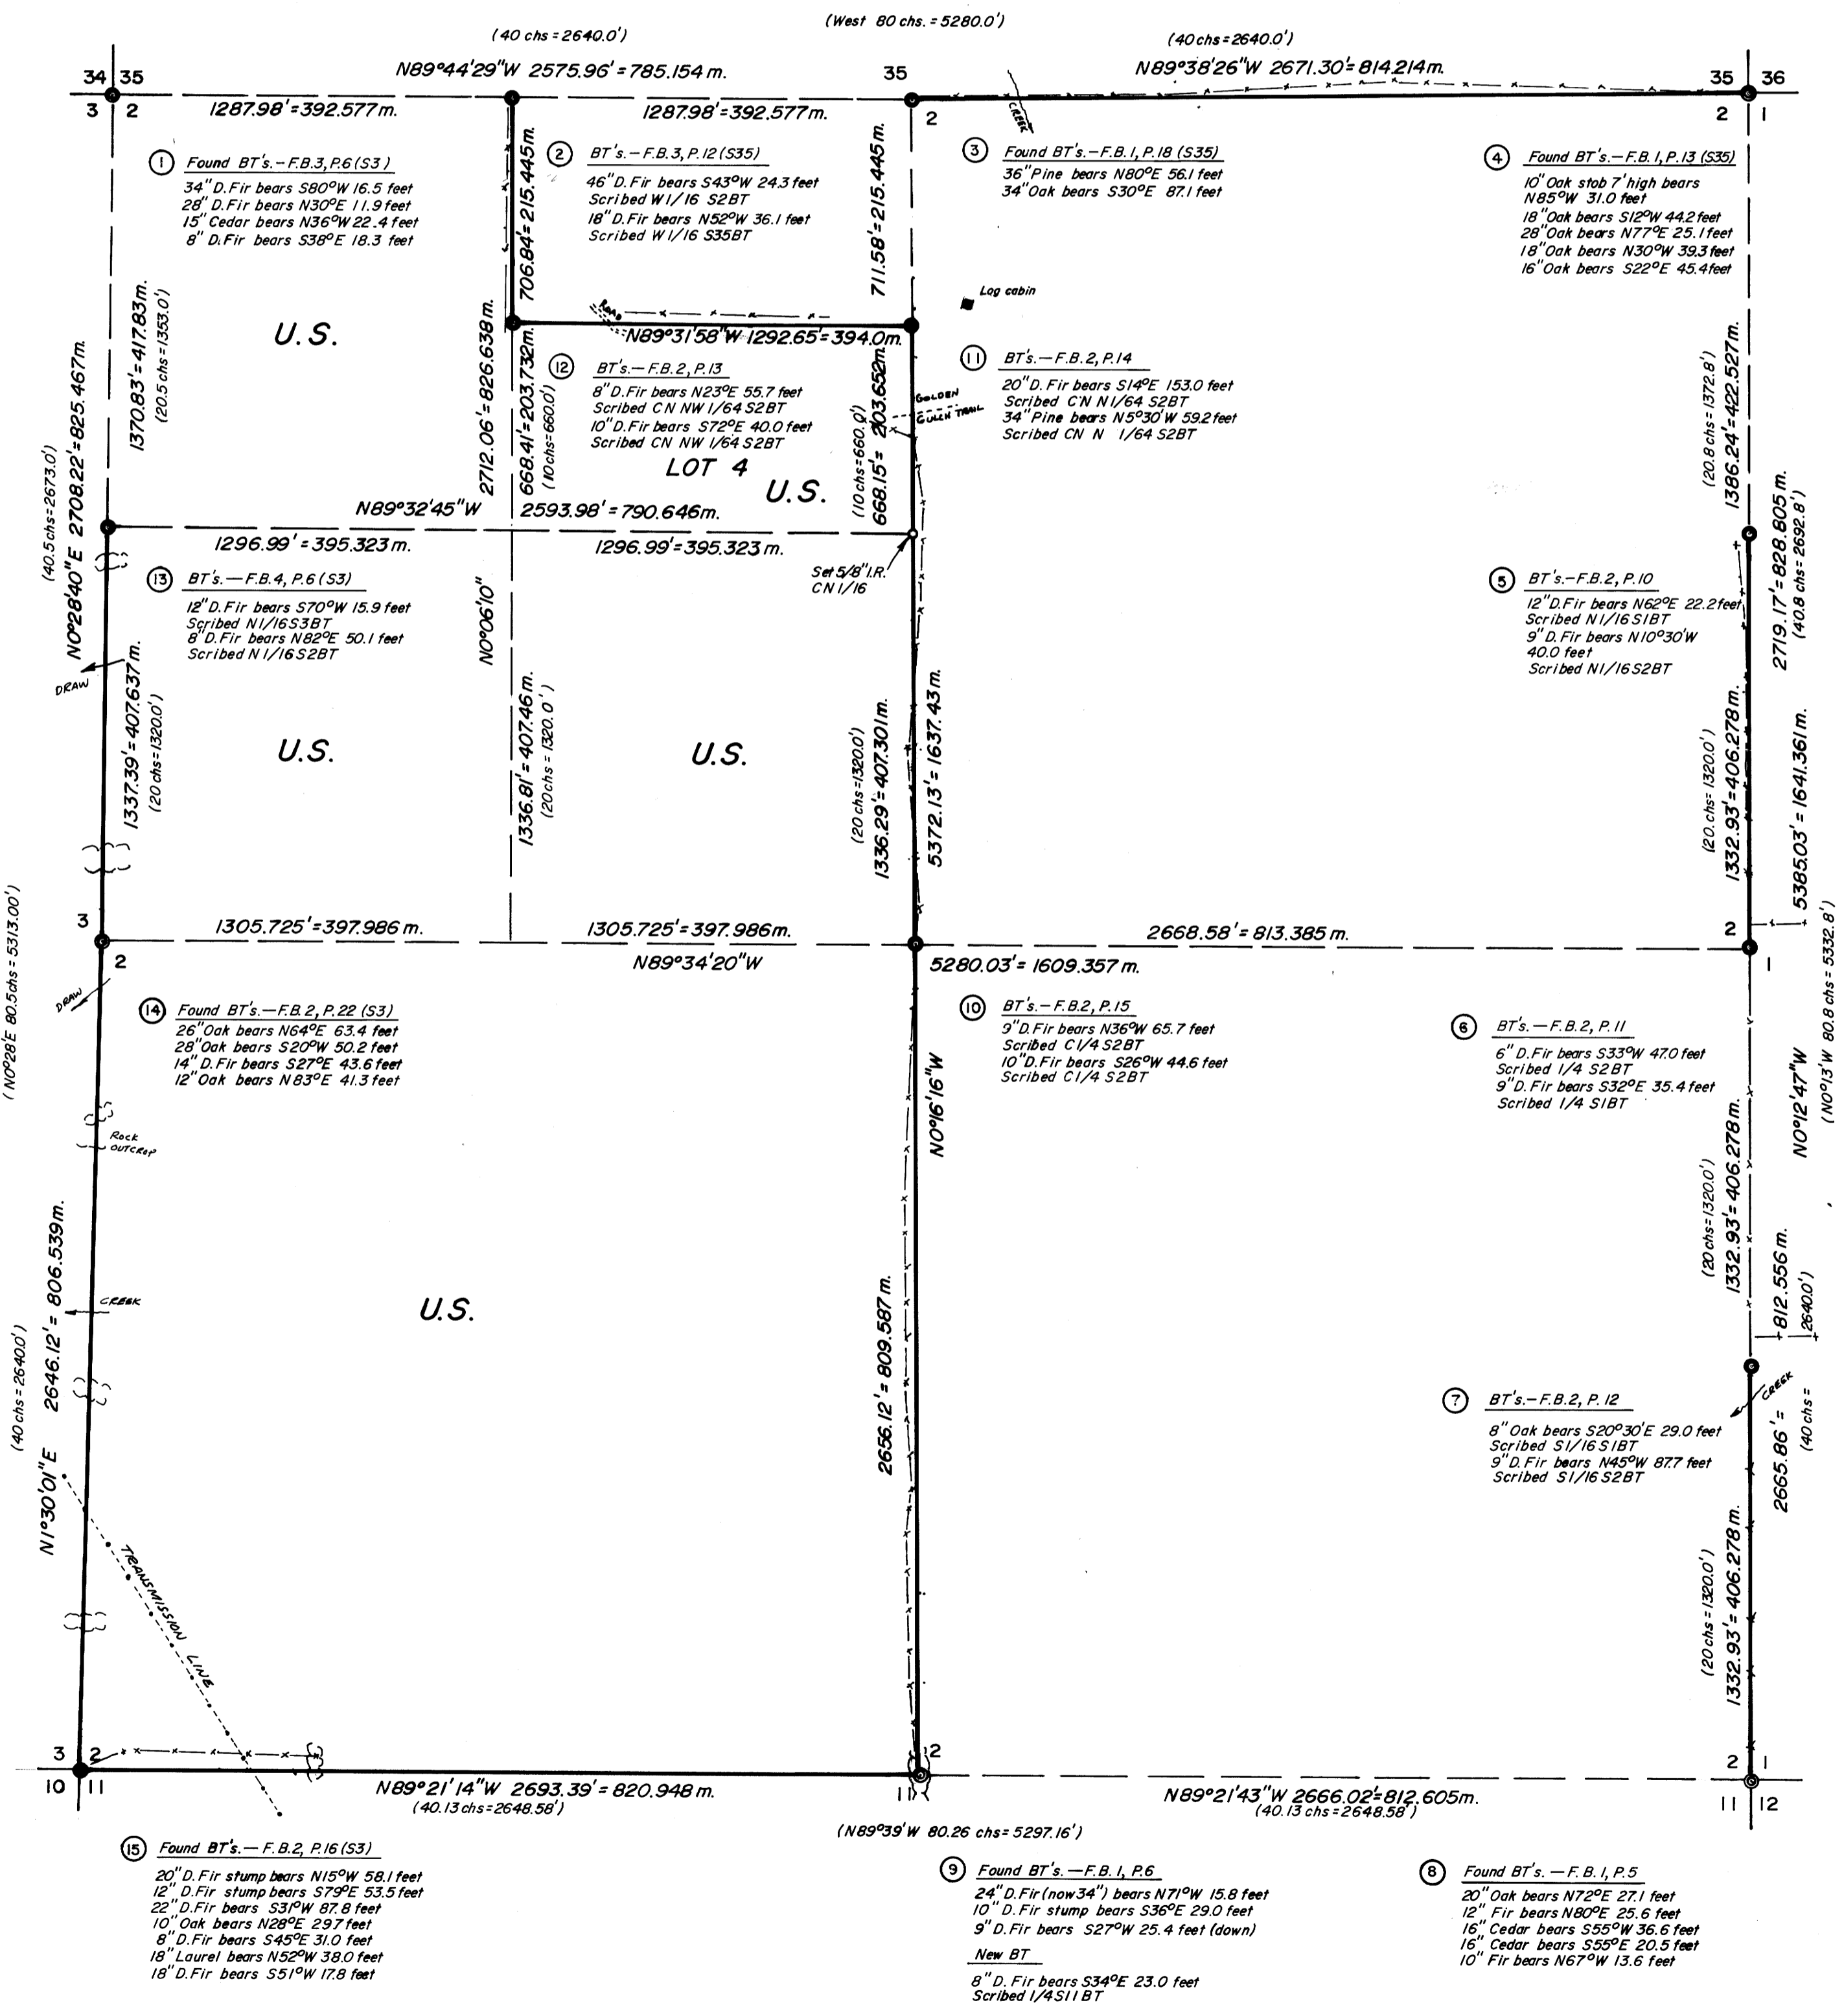 (West 80 chs. = 5280.0')
(40 chs = 2640.0')
(40 chs = 2640.0')
N89°44'29"W 2575.96' = 785.154 m.
N89°38'26"W 2671.30' = 814.214 m.
34 35
35
35 36
3 2
1287.98' = 392.577 m.
1287.98' = 392.577 m.
2
2 1
CREEK
1 Found BT's. — F.B.3, P.6 (S3)
34" D. Fir bears S80°W 16.5 feet
28" D. Fir bears N30°E 11.9 feet
15" Cedar bears N36°W 22.4 feet
8" D. Fir bears S38°E 18.3 feet
2 BT's. — F.B.3, P.12 (S35)
46" D. Fir bears S43°W 24.3 feet
Scribed W1/16 S2BT
18" D. Fir bears N52°W 36.1 feet
Scribed W1/16 S35BT
3 Found BT's. — F.B.1, P.18 (S35)
36" Pine bears N80°E 56.1 feet
34" Oak bears S30°E 87.1 feet
4 Found BT's. — F.B.1, P.13 (S35)
10" Oak stob 7' high bears
N85°W 31.0 feet
18" Oak bears S12°W 44.2 feet
28" Oak bears N77°E 25.1 feet
18" Oak bears N30°W 39.3 feet
16" Oak bears S22°E 45.4 feet
706.84' = 215.445 m.
711.58' = 215.445 m.
Log cabin
1370.83' = 417.83 m.
(20.5 chs = 1353.0')
U.S.
ROAD
N89°31'58"W 1292.65' = 394.0 m.
12 BT's. — F.B.2, P.13
8" D. Fir bears N23°E 55.7 feet
Scribed CN NW 1/64 S2BT
10" D. Fir bears S72°E 40.0 feet
Scribed CN NW 1/64 S2BT
LOT 4
U.S.
11 BT's. — F.B.2, P.14
20" D. Fir bears S14°E 153.0 feet
Scribed CN N1/64 S2BT
34" Pine bears N5°30'W 59.2 feet
Scribed CN N 1/64 S2BT
GOLDEN
GULCH TRAIL
2712.06' = 826.638 m.
668.41' = 203.732 m.
(10 chs = 660.0')
(10 chs = 660.0')
668.15' = 203.652 m.
(20.8 chs = 1372.8')
1386.24' = 422.527 m.
(40.5 chs = 2673.0')
N0°28'40"E 2708.22' = 825.467 m.
N89°32'45"W 2593.98' = 790.646 m.
1296.99' = 395.323 m.
1296.99' = 395.323 m.
Set 5/8" I.R.
CN 1/16
2719.17' = 828.805 m.
(40.8 chs = 2692.8')
13 BT's. — F.B.4, P.6 (S3)
12" D. Fir bears S70°W 15.9 feet
Scribed N1/16S3BT
8" D. Fir bears N82°E 50.1 feet
Scribed N1/16S2BT
N0°06'10"
5 BT's. — F.B.2, P.10
12" D. Fir bears N62°E 22.2 feet
Scribed N1/16 S1BT
9" D. Fir bears N10°30'W
40.0 feet
Scribed N1/16S2BT
DRAW
1337.39' = 407.637 m.
(20 chs = 1320.0')
U.S.
1336.81' = 407.46 m.
(20 chs = 1320.0')
U.S.
(20 chs = 1320.0')
1336.29' = 407.301 m.
5372.13' = 1637.43 m.
(20. chs = 1320.0')
1332.93' = 406.278 m.
5385.03' = 1641.361 m.
(N0°28'E 80.5 chs = 5313.00')
3
1305.725' = 397.986 m.
1305.725' = 397.986 m.
2668.58' = 813.385 m.
2
2
N89°34'20"W
5280.03' = 1609.357 m.
1
DRAW
14 Found BT's. — F.B.2, P.22 (S3)
26" Oak bears N64°E 63.4 feet
28" Oak bears S20°W 50.2 feet
14" D. Fir bears S27°E 43.6 feet
12" Oak bears N83°E 41.3 feet
10 BT's. — F.B.2, P.15
9" D. Fir bears N36°W 65.7 feet
Scribed C1/4 S2BT
10" D. Fir bears S26°W 44.6 feet
Scribed C1/4 S2BT
6 BT's. — F.B.2, P.11
6" D. Fir bears S33°W 47.0 feet
Scribed 1/4 S2BT
9" D. Fir bears S32°E 35.4 feet
Scribed 1/4 S1BT
N0°16'16"W
N0°12'47"W
(N0°13'W 80.8 chs = 5332.8')
Rock
OUTCROP
(20 chs = 1320.0')
1332.93' = 406.278 m.
CREEK
U.S.
(40 chs = 2640.0')
N1°30'01"E 2646.12' = 806.539 m.
2656.12' = 809.587 m.
2665.86' = 812.556 m.
(40 chs = 2640.0')
CREEK
7 BT's. — F.B.2, P.12
8" Oak bears S20°30'E 29.0 feet
Scribed S1/16 S1BT
9" D. Fir bears N45°W 87.7 feet
Scribed S1/16 S2BT
TRANSMISSION LINE
(20 chs = 1320.0')
1332.93' = 406.278 m.
3 2
2
2 1
10 11
N89°21'14"W 2693.39' = 820.948 m.
(40.13 chs = 2648.58')
11
N89°21'43"W 2666.02' = 812.605 m.
(40.13 chs = 2648.58')
11 12
(N89°39'W 80.26 chs = 5297.16')
15 Found BT's. — F.B.2, P.16 (S3)
20" D. Fir stump bears N15°W 58.1 feet
12" D. Fir stump bears S79°E 53.5 feet
22" D. Fir bears S31°W 87.8 feet
10" Oak bears N28°E 29.7 feet
8" D. Fir bears S45°E 31.0 feet
18" Laurel bears N52°W 38.0 feet
18" D. Fir bears S51°W 17.8 feet
9 Found BT's. — F.B.1, P.6
24" D. Fir (now 34") bears N71°W 15.8 feet
10" D. Fir stump bears S36°E 29.0 feet
9" D. Fir bears S27°W 25.4 feet (down)
New BT
8" D. Fir bears S34°E 23.0 feet
Scribed 1/4S11BT
8 Found BT's. — F.B.1, P.5
20" Oak bears N72°E 27.1 feet
12" Fir bears N80°E 25.6 feet
16" Cedar bears S55°W 36.6 feet
16" Cedar bears S55°E 20.5 feet
10" Fir bears N67°W 13.6 feet